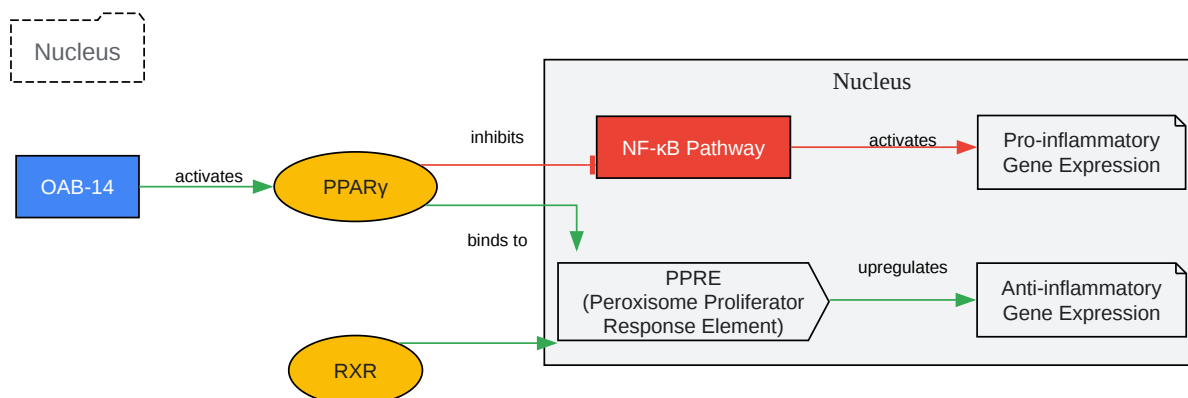 Nucleus
Nucleus
inhibits
NF-κB Pathway
activates
Pro-inflammatory
Gene Expression
OAB-14
activates
PPARγ
binds to
PPRE
(Peroxisome Proliferator
Response Element)
upregulates
Anti-inflammatory
Gene Expression
RXR